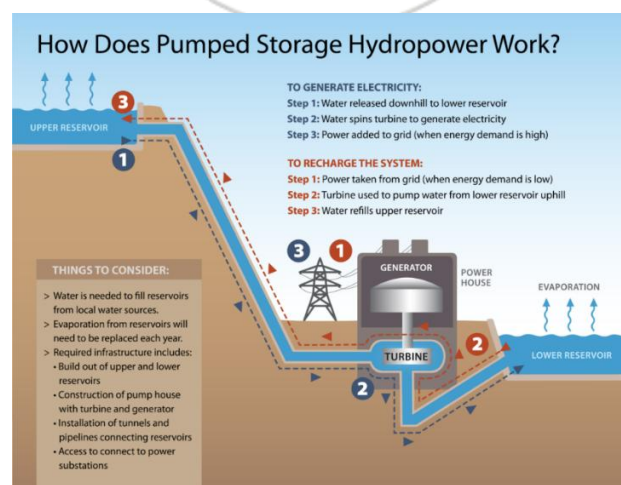 How Does Pumped Storage Hydropower Work?
TO GENERATE ELECTRICITY:
Step 1: Water released downhill to lower reservoir
Step 2: Water spins turbine to generate electricity
Step 3: Power added to grid (when energy demand is high)
TO RECHARGE THE SYSTEM:
Step 1: Power taken from grid (when energy demand is low)
Step 2: Turbine used to pump water from lower reservoir uphill
Step 3: Water refills upper reservoir
UPPER RESERVOIR
3
1
THINGS TO CONSIDER:
> Water is needed to fill reservoirs
from local water sources.
> Evaporation from reservoirs will
need to be replaced each year.
> Required infrastructure includes:
• Build out of upper and lower
reservoirs
• Construction of pump house
with turbine and generator
• Installation of tunnels and
pipelines connecting reservoirs
• Access to connect to power
substations
3
1
GENERATOR
POWER
HOUSE
TURBINE
2
2
EVAPORATION
LOWER RESERVOIR